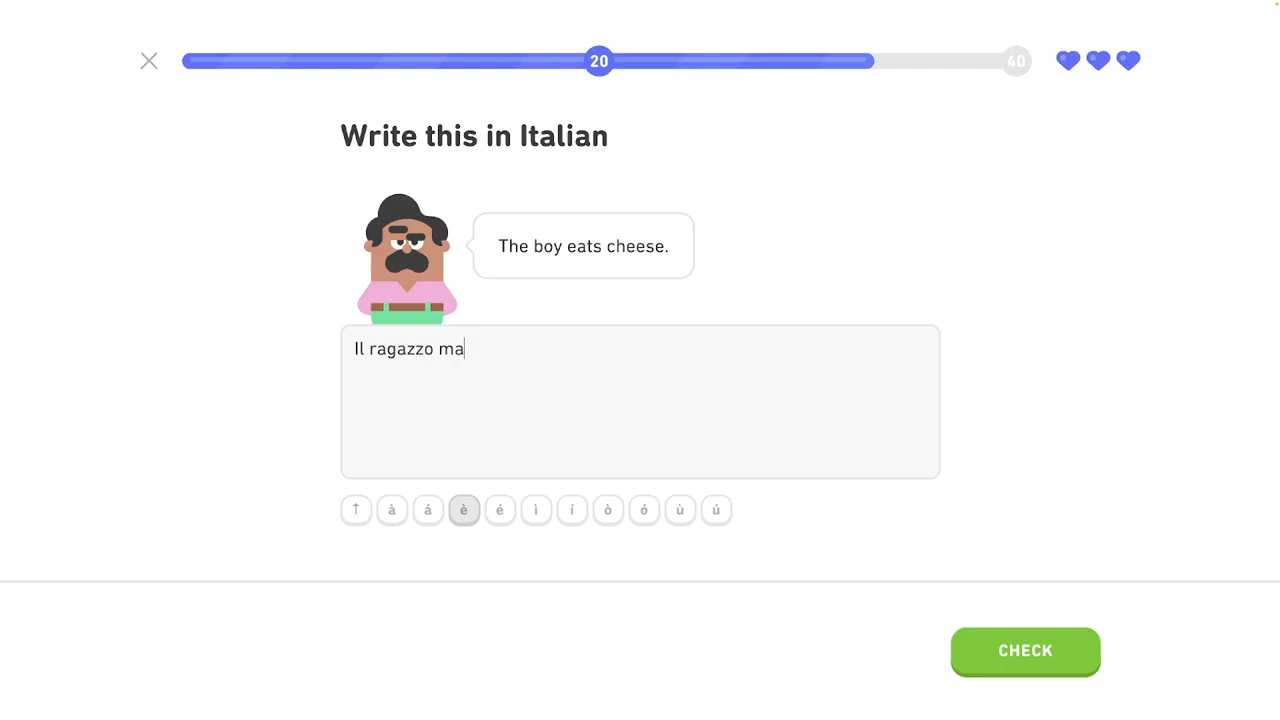 20
40
Write this in Italian
The boy eats cheese.
Il ragazzo ma
↑ à á è é ì í ò ó ù ú
CHECK